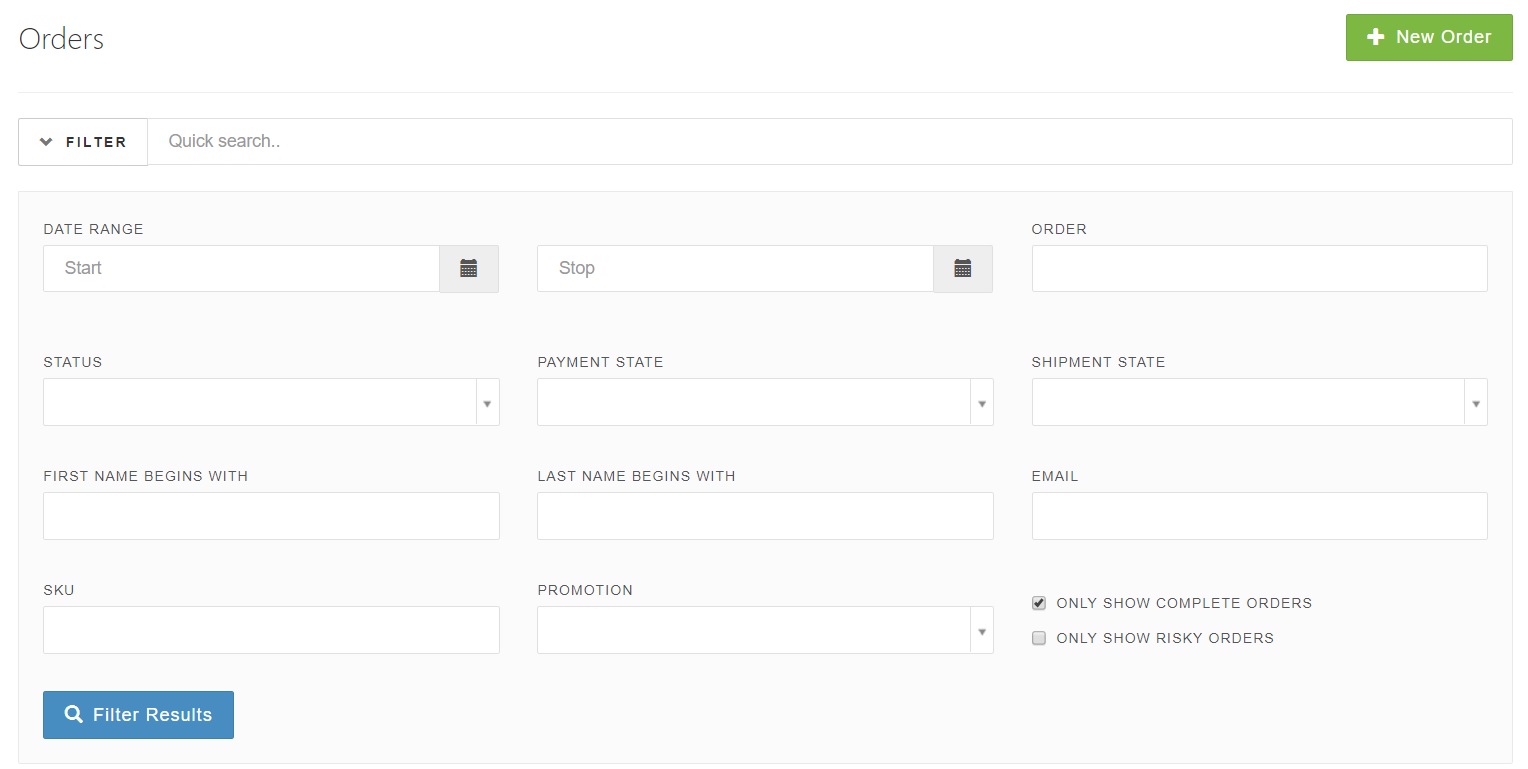 Orders
New Order
FILTER
Quick search..
DATE RANGE
Start
Stop
ORDER
STATUS
PAYMENT STATE
SHIPMENT STATE
FIRST NAME BEGINS WITH
LAST NAME BEGINS WITH
EMAIL
SKU
PROMOTION
ONLY SHOW COMPLETE ORDERS
ONLY SHOW RISKY ORDERS
Filter Results